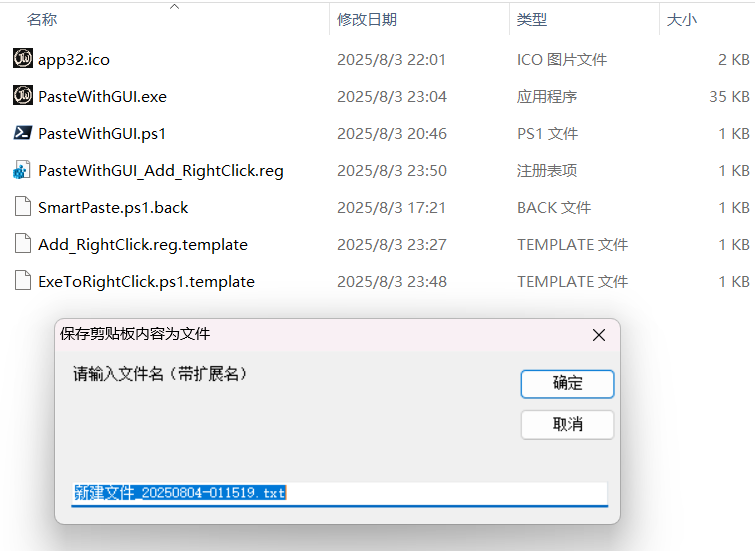 名称 修改日期 类型 大小
app32.ico 2025/8/3 22:01 ICO 图片文件 2 KB
PasteWithGUI.exe 2025/8/3 23:04 应用程序 35 KB
PasteWithGUI.ps1 2025/8/3 20:46 PS1 文件 1 KB
PasteWithGUI_Add_RightClick.reg 2025/8/3 23:50 注册表项 1 KB
SmartPaste.ps1.back 2025/8/3 17:21 BACK 文件 1 KB
Add_RightClick.reg.template 2025/8/3 23:27 TEMPLATE 文件 1 KB
ExeToRightClick.ps1.template 2025/8/3 23:48 TEMPLATE 文件 1 KB
保存剪贴板内容为文件
请输入文件名（带扩展名）
确定
取消
新建文件_20250804-011519.txt